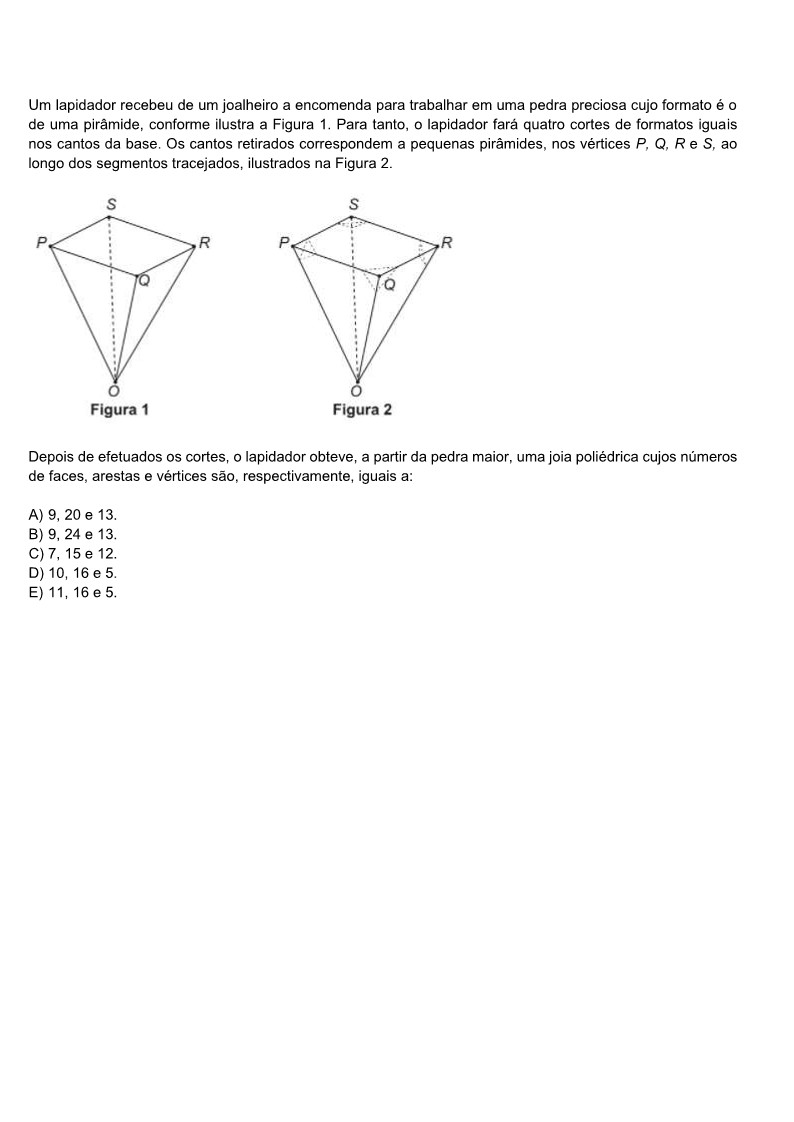 Um lapidador recebeu de um joalheiro a encomenda para trabalhar em uma pedra preciosa cujo formato é o
de uma pirâmide, conforme ilustra a Figura 1. Para tanto, o lapidador fará quatro cortes de formatos iguais
nos cantos da base. Os cantos retirados correspondem a pequenas pirâmides, nos vértices P, Q, R e S, ao
longo dos segmentos tracejados, ilustrados na Figura 2.
S S
P R P R
Q Q
O O
Figura 1 Figura 2
Depois de efetuados os cortes, o lapidador obteve, a partir da pedra maior, uma joia poliédrica cujos números
de faces, arestas e vértices são, respectivamente, iguais a:
A) 9, 20 e 13.
B) 9, 24 e 13.
C) 7, 15 e 12.
D) 10, 16 e 5.
E) 11, 16 e 5.